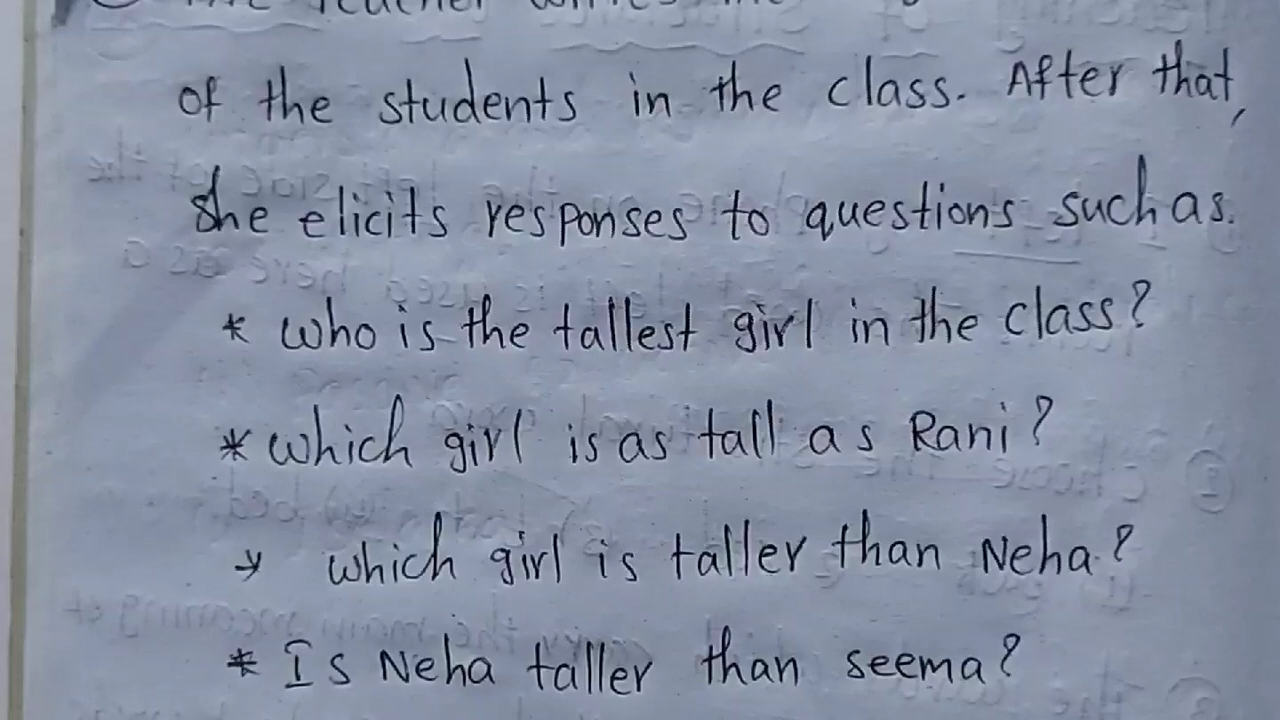 of the students in the class. After that,
she elicits responses to questions such as.
* who is the tallest girl in the class?
* which girl is as tall as Rani?
* which girl is taller than Neha?
* Is Neha taller than seema?